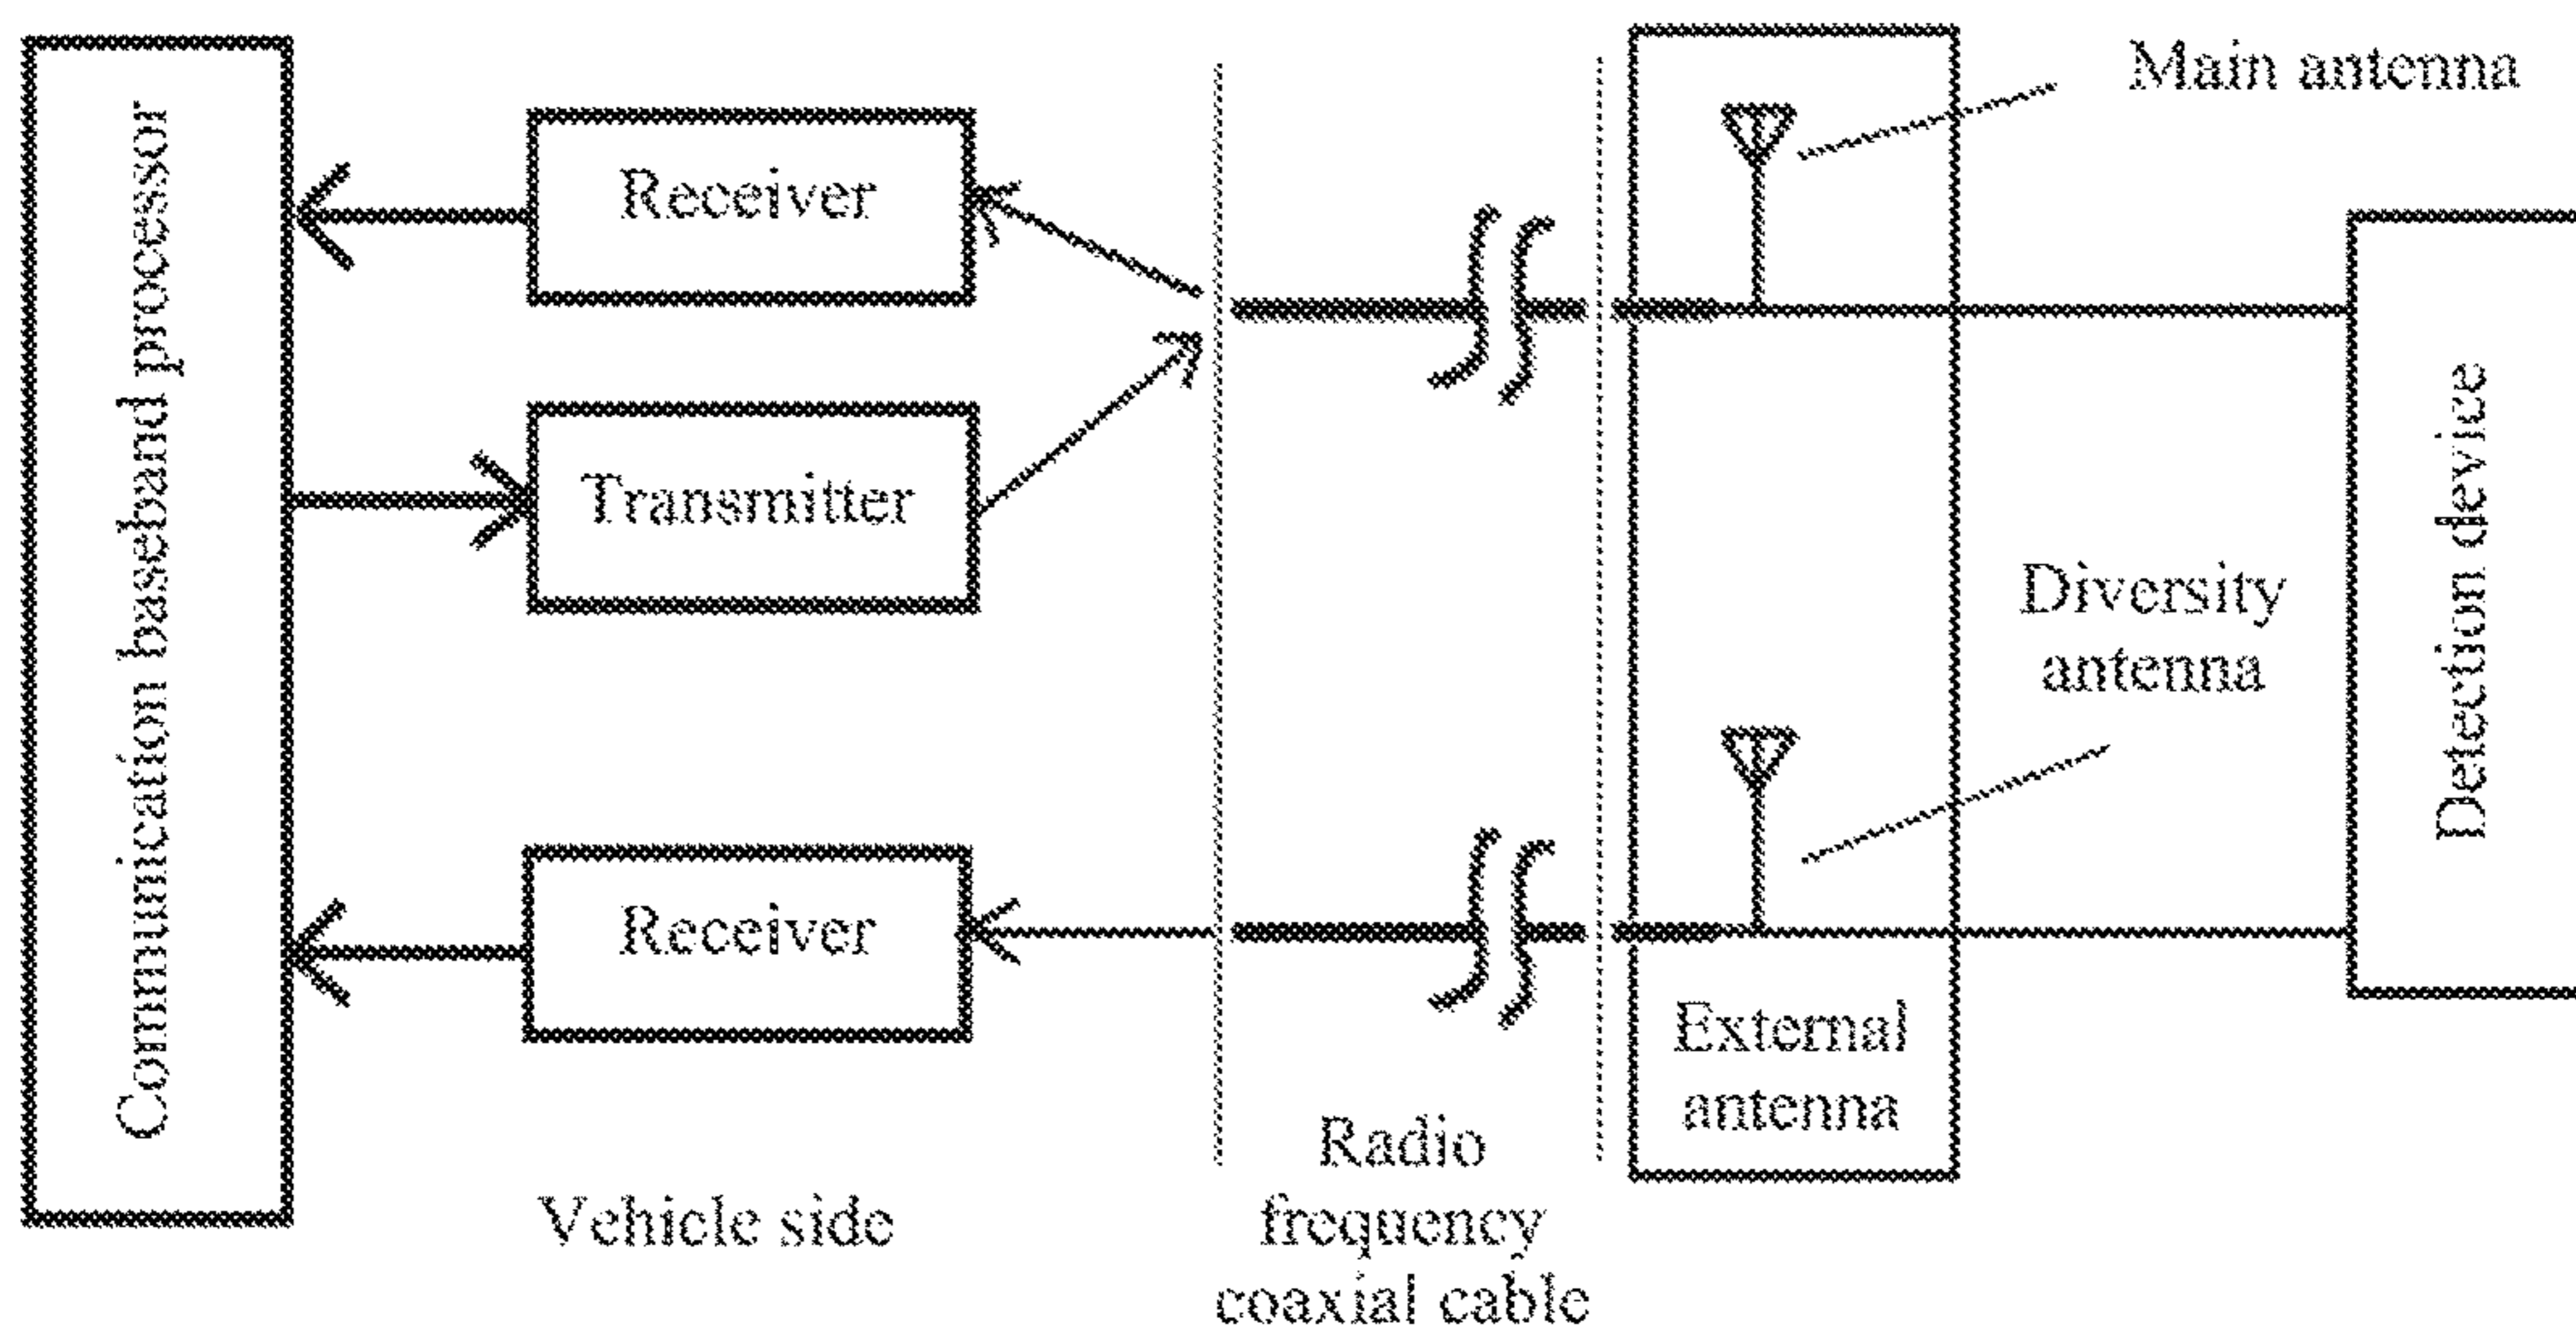 Communication baseband processor
Receiver
Transmitter
Receiver
Vehicle side
Radio
frequency
coaxial cable
Main antenna
Diversity
antenna
External
antenna
Detection device